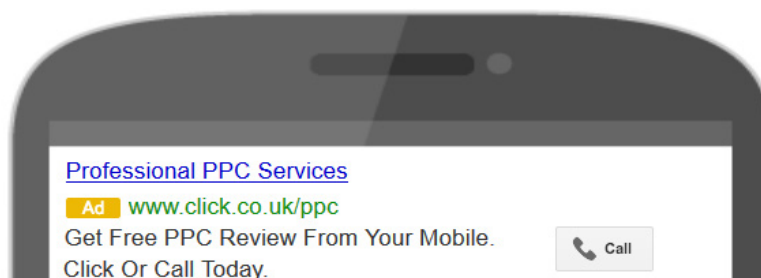 Professional PPC Services
Ad www.click.co.uk/ppc
Get Free PPC Review From Your Mobile.
Call
Click Or Call Today.